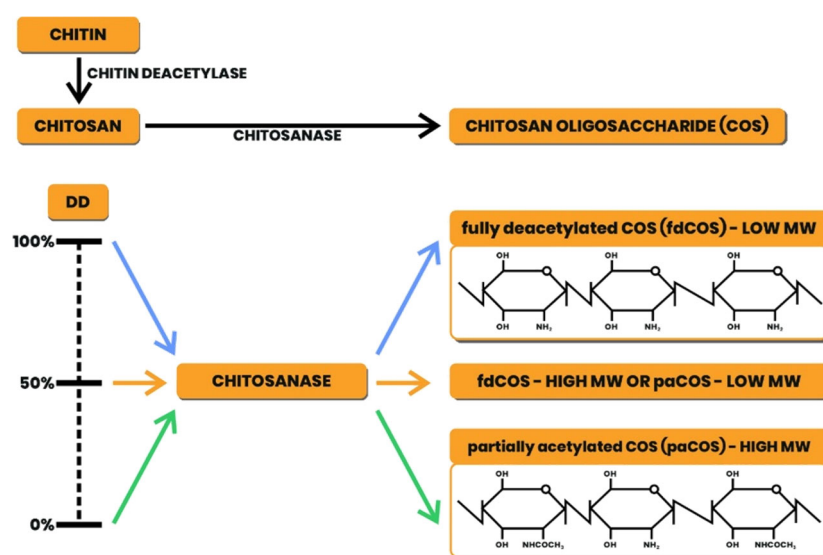 CHITIN
CHITIN DEACETYLASE
CHITOSAN
CHITOSANASE
CHITOSAN OLIGOSACCHARIDE (COS)
DD
100%
50%
0%
CHITOSANASE
fully deacetylated COS (fdCOS) - LOW MW
OH OH OH
O O O
OH NH₂ OH NH₂ OH NH₂
fdCOS - HIGH MW OR paCOS - LOW MW
partially acetylated COS (paCOS) - HIGH MW
OH OH OH
O O O
OH NHCOCH₃ OH NH₂ OH NHCOCH₃